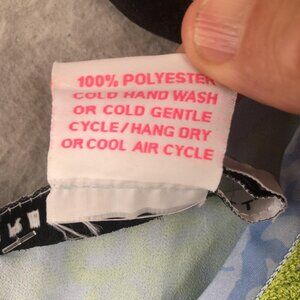 100% POLYESTER
COLD HAND WASH
OR COLD GENTLE
CYCLE/HANG DRY
OR COOL AIR CYCLE